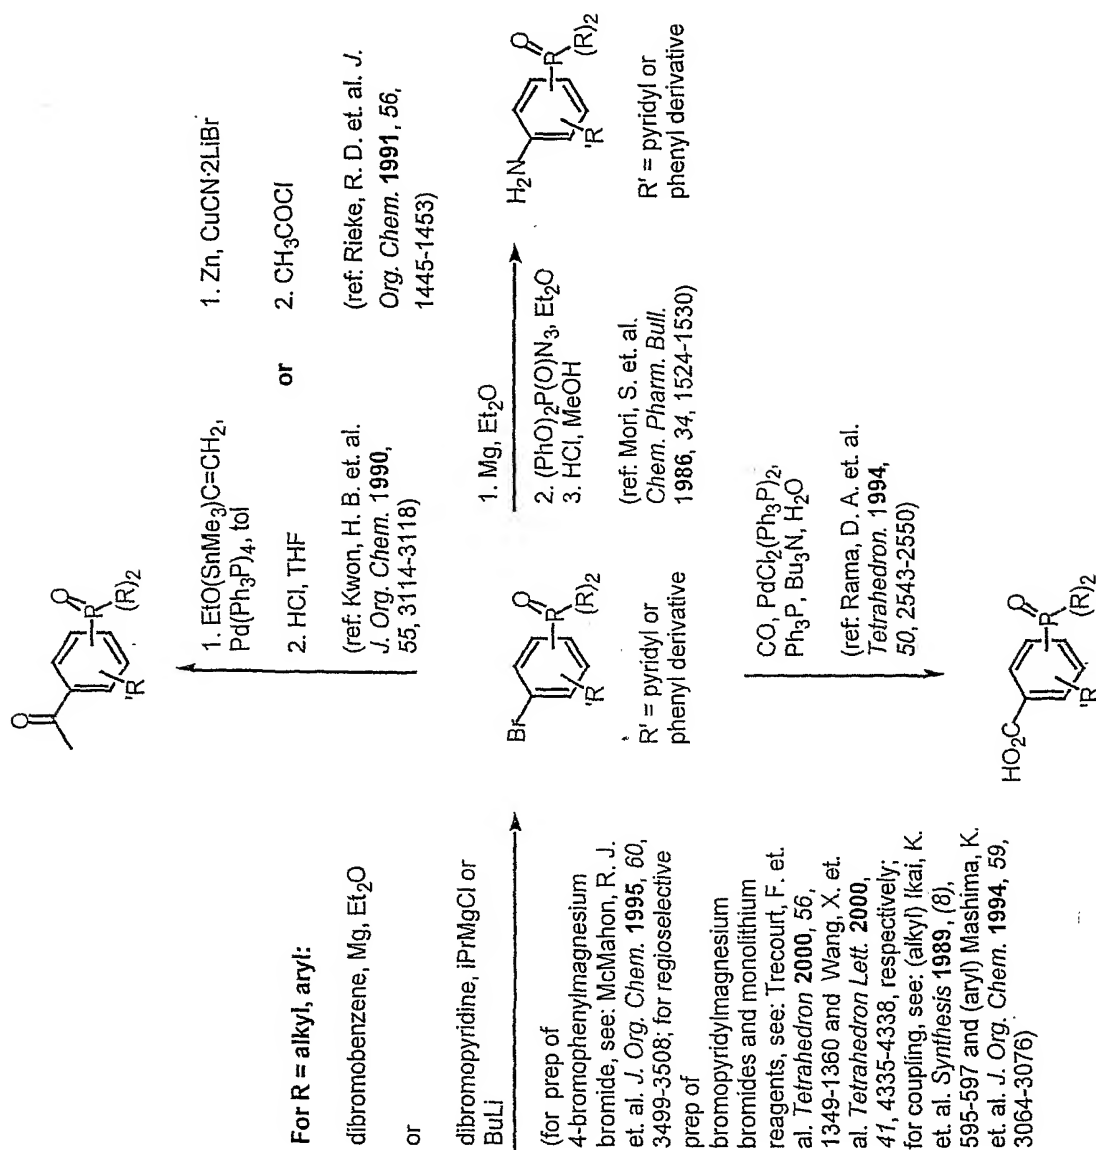 For R = alkyl, aryl:
dibromobenzene, Mg, Et2O
or
dibromopyridine, iPrMgCl or
BuLi
(for prep of
4-bromophenylmagnesium
bromide, see: McMahon, R. J.
et. al. J. Org. Chem. 1995, 60,
3499-3508; for regioselective
prep of
bromopyridylmagnesium
bromides and monolithium
reagents, see: Trecourt, F. et.
al. Tetrahedron 2000, 56,
1349-1360 and Wang, X. et.
al. Tetrahedron Lett. 2000,
41, 4335-4338, respectively;
for coupling, see: (alkyl) Ikai, K.
et. al. Synthesis 1989, (8),
595-597 and (aryl) Mashima, K.
et. al. J. Org. Chem. 1994, 59,
3064-3076)
O
O
R
(R)2
'R
1. EtO(SnMe3)C=CH2,
Pd(Ph3P)4, tol
2. HCl, THF
(ref: Kwon, H. B. et. al.
J. Org. Chem. 1990,
55, 3114-3118)
or
1. Zn, CuCN·2LiBr
2. CH3COCl
(ref: Rieke, R. D. et. al. J.
Org. Chem. 1991, 56,
1445-1453)
Br
O
R
(R)2
'R
R' = pyridyl or
phenyl derivative
1. Mg, Et2O
2. (PhO)2P(O)N3, Et2O
3. HCl, MeOH
(ref: Mori, S. et. al.
Chem. Pharm. Bull.
1986, 34, 1524-1530)
H2N
O
R
(R)2
'R
R' = pyridyl or
phenyl derivative
CO, PdCl2(Ph3P)2,
Ph3P, Bu3N, H2O
(ref: Rama, D. A. et. al.
Tetrahedron. 1994,
50, 2543-2550)
HO2C
O
R
(R)2
'R